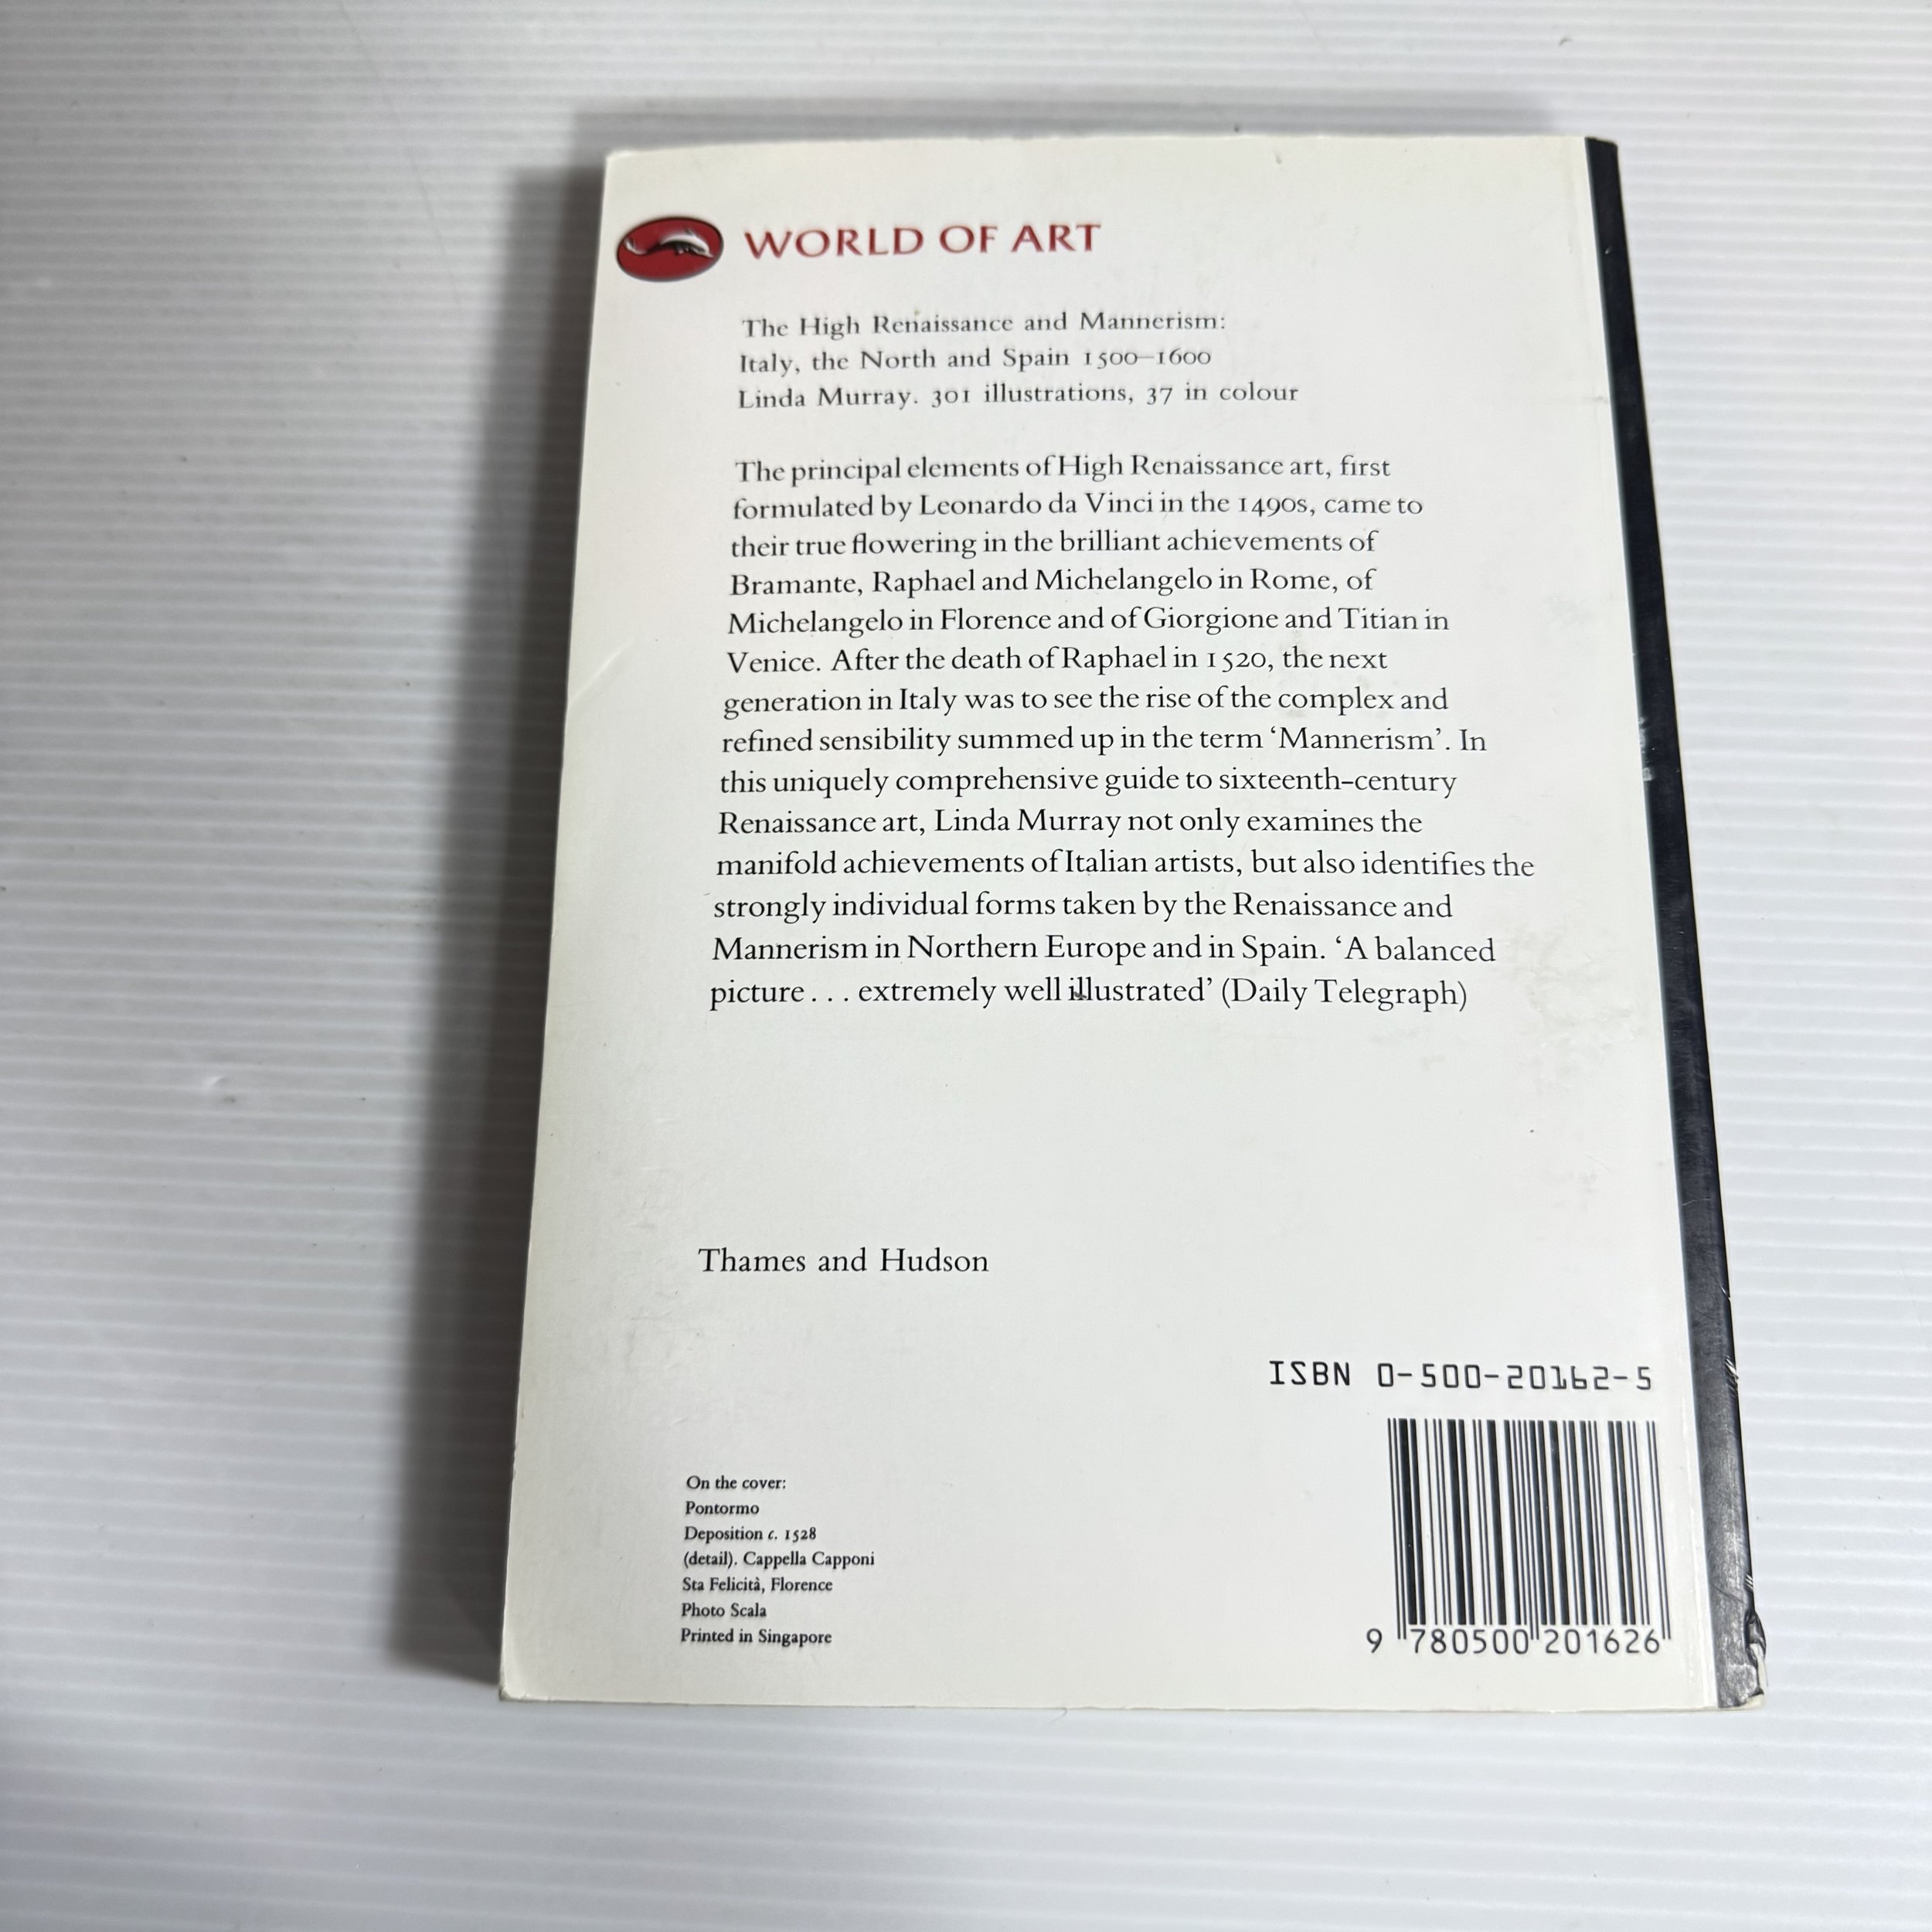 WORLD OF ART
The High Renaissance and Mannerism:
Italy, the North and Spain 1500–1600
Linda Murray. 301 illustrations, 37 in colour
The principal elements of High Renaissance art, first
formulated by Leonardo da Vinci in the 1490s, came to
their true flowering in the brilliant achievements of
Bramante, Raphael and Michelangelo in Rome, of
Michelangelo in Florence and of Giorgione and Titian in
Venice. After the death of Raphael in 1520, the next
generation in Italy was to see the rise of the complex and
refined sensibility summed up in the term ‘Mannerism’. In
this uniquely comprehensive guide to sixteenth-century
Renaissance art, Linda Murray not only examines the
manifold achievements of Italian artists, but also identifies the
strongly individual forms taken by the Renaissance and
Mannerism in Northern Europe and in Spain. ‘A balanced
picture . . . extremely well illustrated’ (Daily Telegraph)
Thames and Hudson
ISBN 0-500-20162-5
9 780500 201626
On the cover:
Pontormo
Deposition c. 1528
(detail). Cappella Capponi
Sta Felicità, Florence
Photo Scala
Printed in Singapore